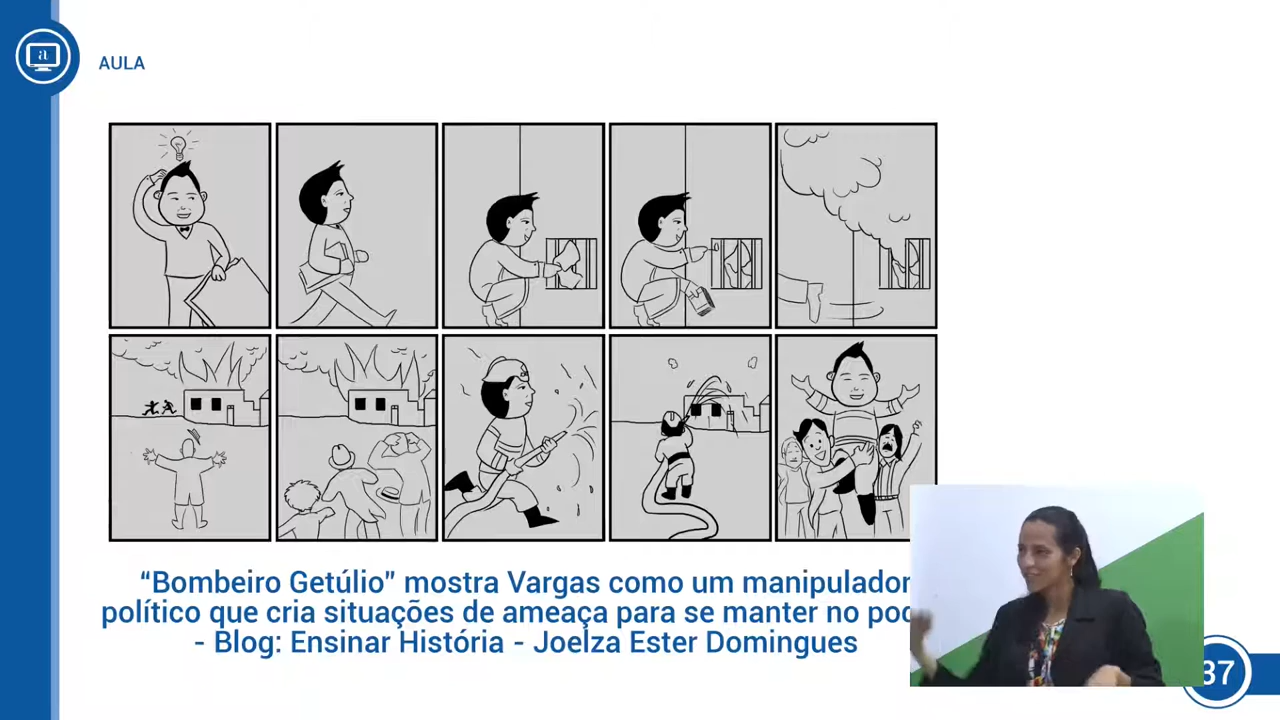 AULA
“Bombeiro Getúlio” mostra Vargas como um manipulador
político que cria situações de ameaça para se manter no
- Blog: Ensinar História - Joelza Ester Domingues
37